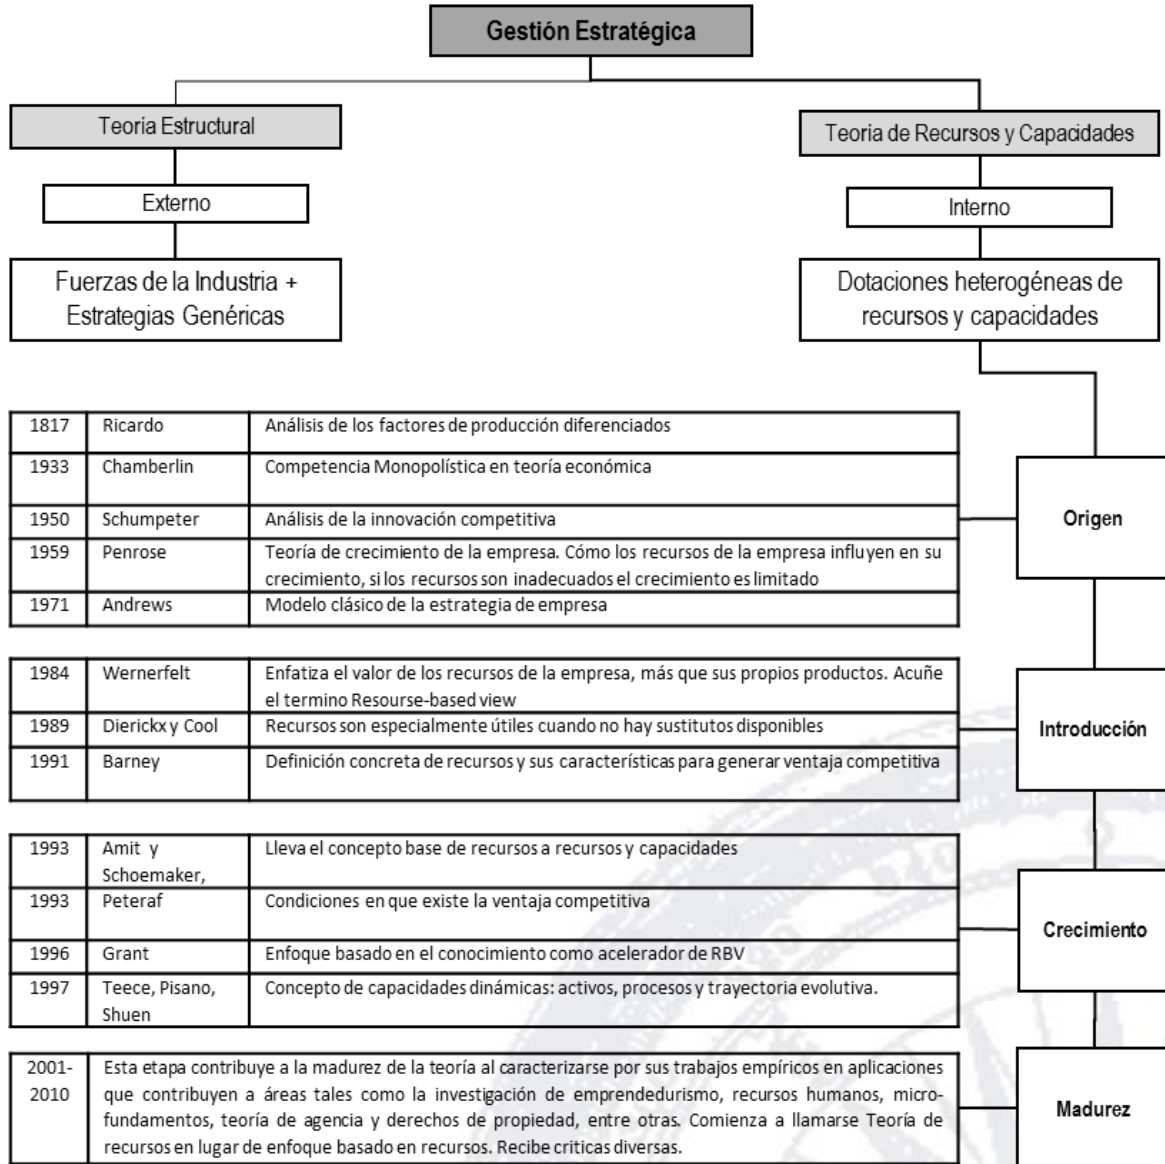 Gestión Estratégica
Teoría Estructural
Teoría de Recursos y Capacidades
Externo
Interno
Fuerzas de la Industria +
Estrategias Genéricas
Dotaciones heterogéneas de
recursos y capacidades
1817 Ricardo Análisis de los factores de producción diferenciados
1933 Chamberlin Competencia Monopolística en teoría económica
1950 Schumpeter Análisis de la innovación competitiva
1959 Penrose Teoría de crecimiento de la empresa. Cómo los recursos de la empresa influyen en su
crecimiento, si los recursos son inadecuados el crecimiento es limitado
1971 Andrews Modelo clásico de la estrategia de empresa
Origen
1984 Wernerfelt Enfatiza el valor de los recursos de la empresa, más que sus propios productos. Acuñe
el termino Resourse-based view
1989 Dierickx y Cool Recursos son especialmente útiles cuando no hay sustitutos disponibles
1991 Barney Definición concreta de recursos y sus características para generar ventaja competitiva
Introducción
1993 Amit y Lleva el concepto base de recursos a recursos y capacidades
Schoemaker,
1993 Peteraf Condiciones en que existe la ventaja competitiva
1996 Grant Enfoque basado en el conocimiento como acelerador de RBV
1997 Teece, Pisano, Concepto de capacidades dinámicas: activos, procesos y trayectoria evolutiva.
Shuen
Crecimiento
2001- Esta etapa contribuye a la madurez de la teoría al caracterizarse por sus trabajos empíricos en aplicaciones
2010 que contribuyen a áreas tales como la investigación de emprendedurismo, recursos humanos, micro-
fundamentos, teoría de agencia y derechos de propiedad, entre otras. Comienza a llamarse Teoría de
recursos en lugar de enfoque basado en recursos. Recibe criticas diversas.
Madurez